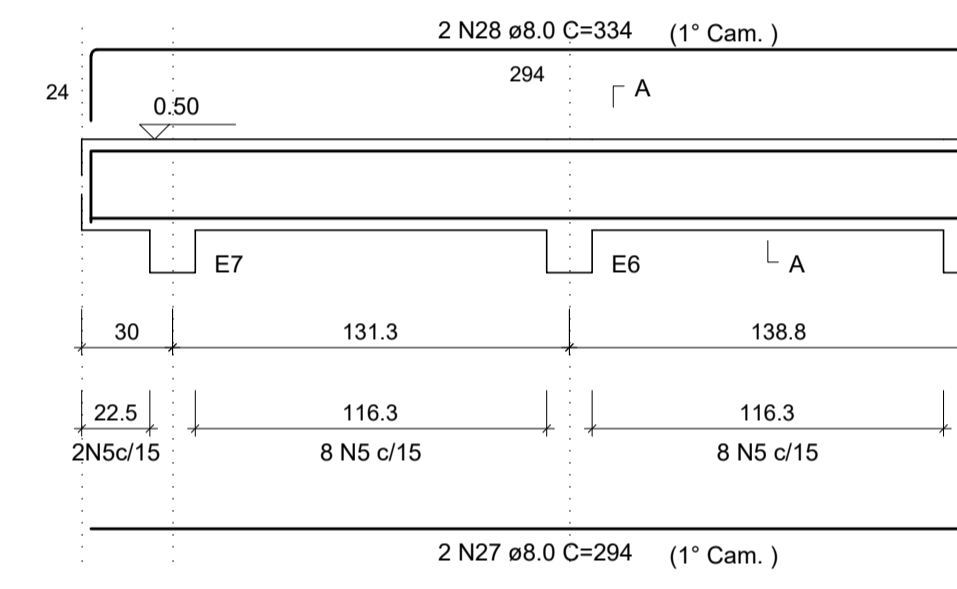 2 N28 ø8.0 C=334 (1° Cam. )
294
24
A
0.50
E7
E6
A
30 131.3 138.8
22.5 116.3 116.3
2N5c/15 8 N5 c/15 8 N5 c/15
2 N27 ø8.0 C=294 (1° Cam. )